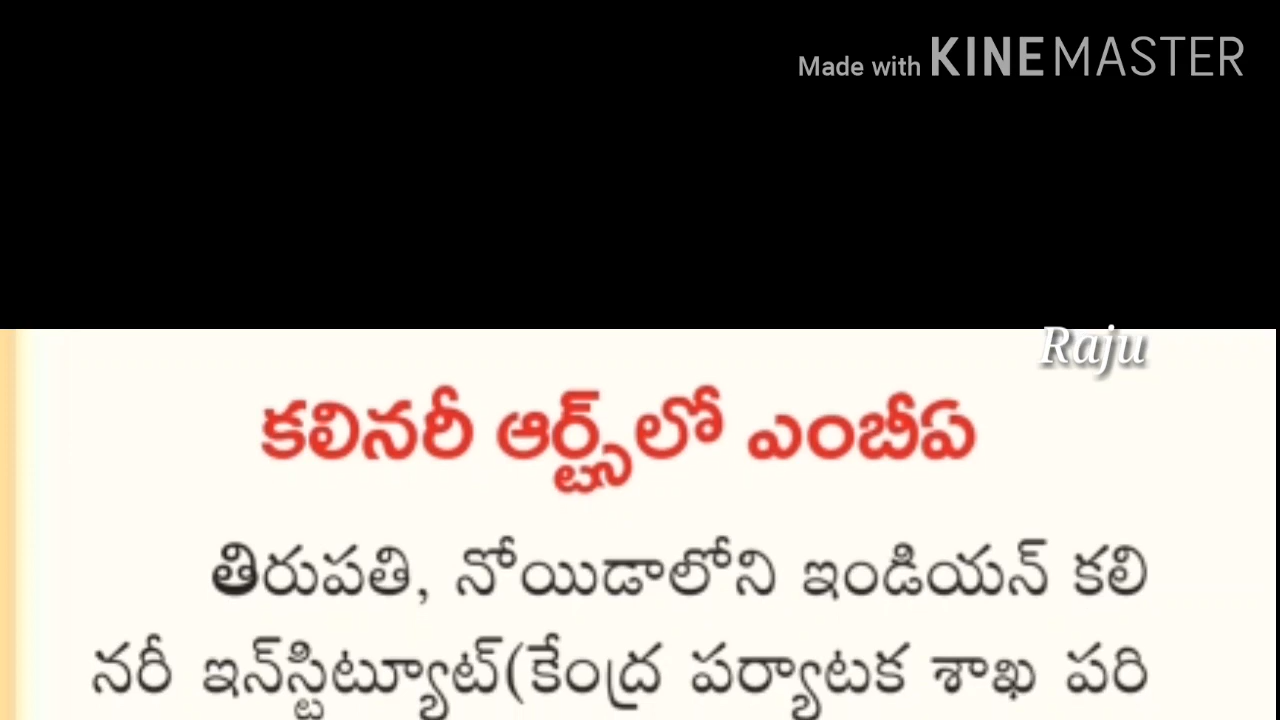 Made with KINEMASTER
Raju
కలినరీ ఆర్ట్స్‌లో ఎంబీఏ
తిరుపతి, నోయిడాలోని ఇండియన్ కలి
నరీ ఇన్‌స్టిట్యూట్(కేంద్ర పర్యాటక శాఖ పరి